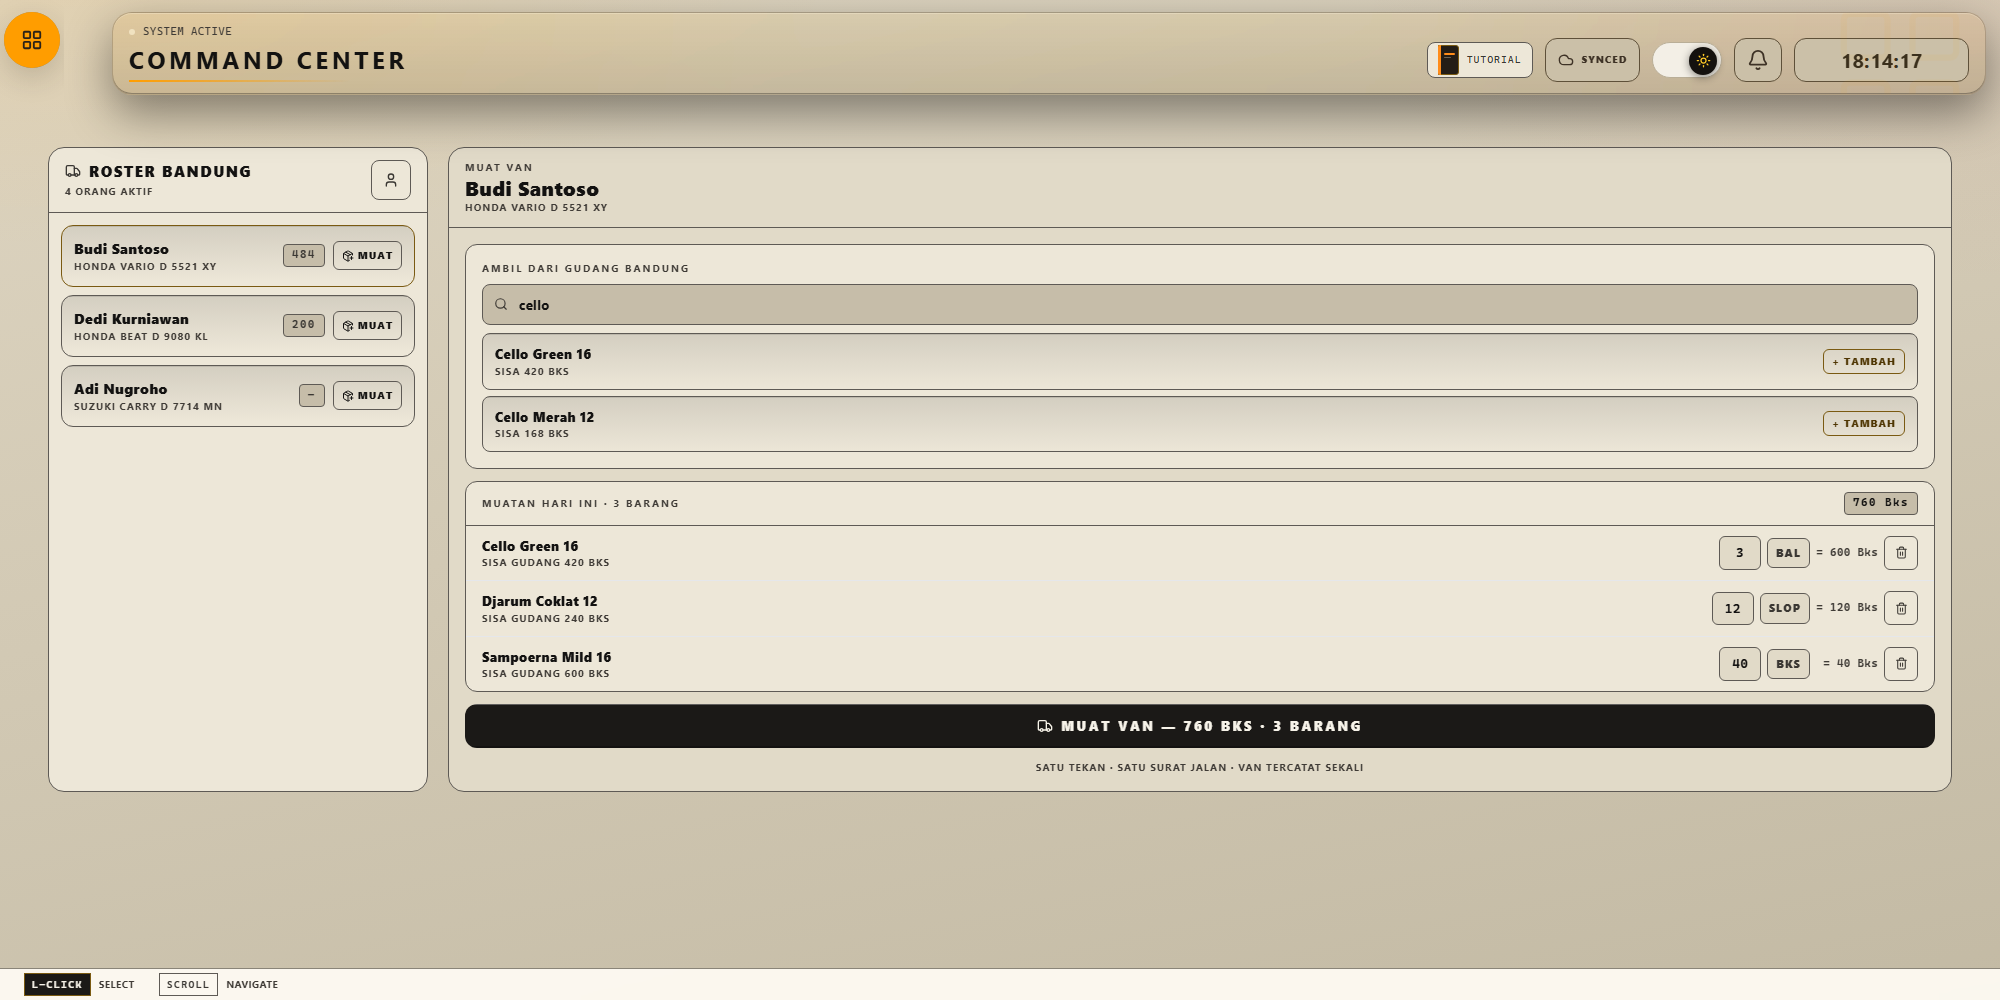 SYSTEM ACTIVE
COMMAND CENTER
TUTORIAL
SYNCED
18:14:17
ROSTER BANDUNG
4 ORANG AKTIF
Budi Santoso
HONDA VARIO D 5521 XY
484
MUAT
Dedi Kurniawan
HONDA BEAT D 9080 KL
200
MUAT
Adi Nugroho
SUZUKI CARRY D 7714 MN
–
MUAT
MUAT VAN
Budi Santoso
HONDA VARIO D 5521 XY
AMBIL DARI GUDANG BANDUNG
cello
Cello Green 16
SISA 420 BKS
+ TAMBAH
Cello Merah 12
SISA 168 BKS
+ TAMBAH
MUATAN HARI INI · 3 BARANG
760 Bks
Cello Green 16
SISA GUDANG 420 BKS
3 BAL = 600 Bks
Djarum Coklat 12
SISA GUDANG 240 BKS
12 SLOP = 120 Bks
Sampoerna Mild 16
SISA GUDANG 600 BKS
40 BKS = 40 Bks
MUAT VAN — 760 BKS · 3 BARANG
SATU TEKAN · SATU SURAT JALAN · VAN TERCATAT SEKALI
L-CLICK SELECT SCROLL NAVIGATE